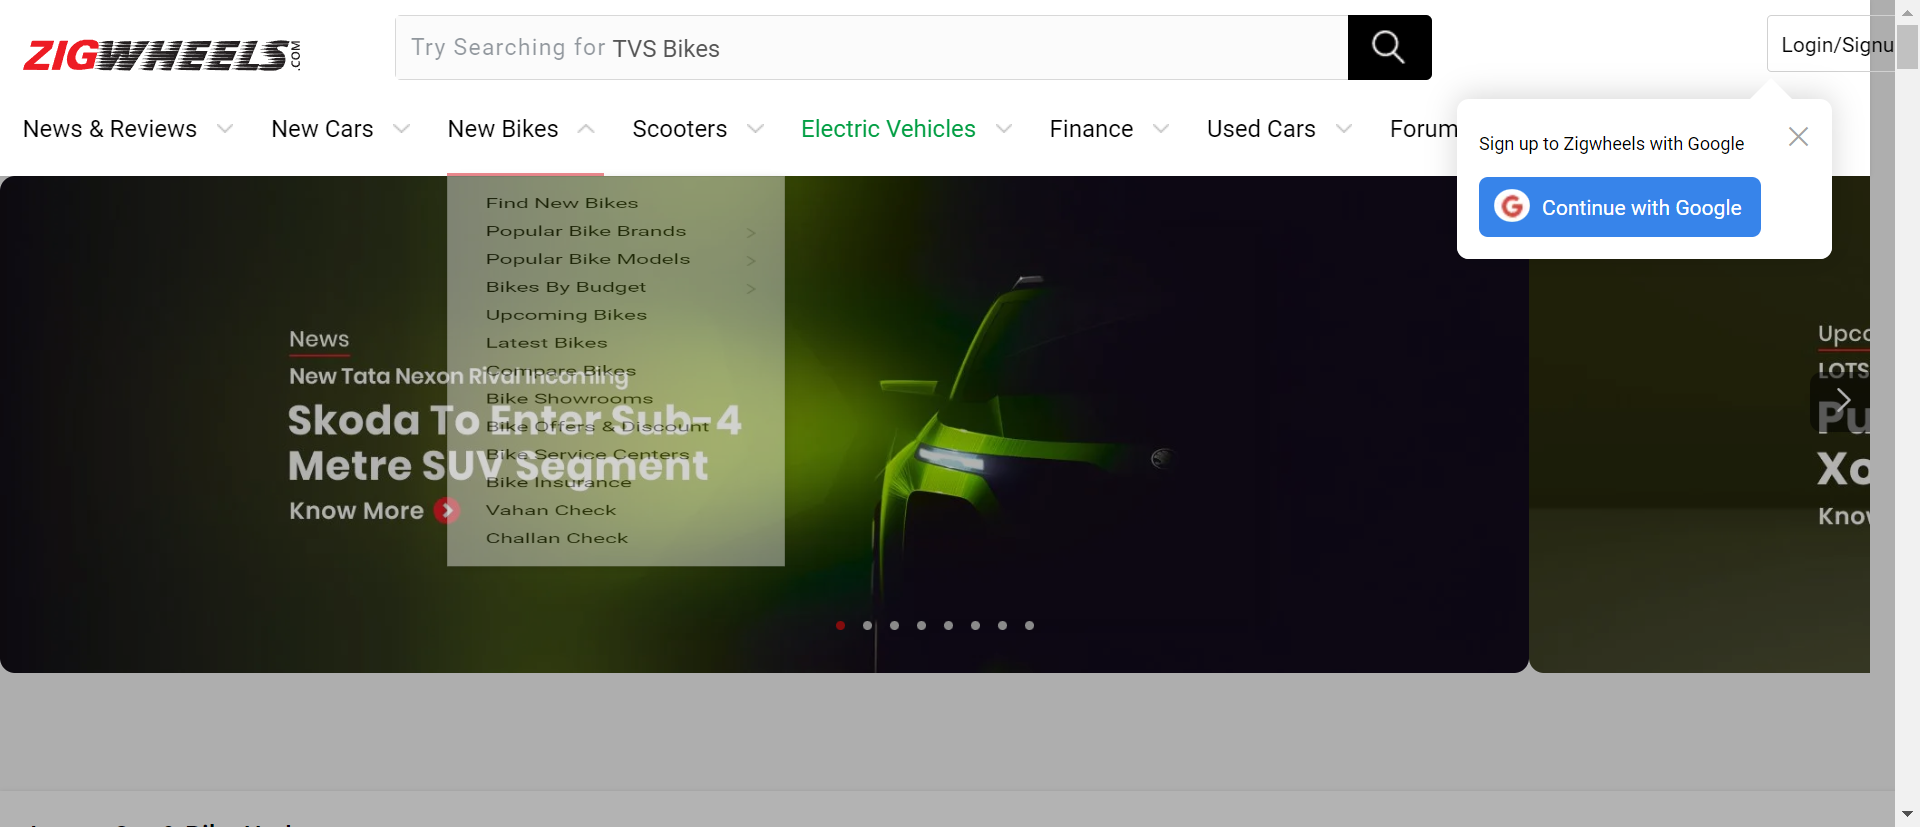 ZIGWHEELS.COM
Try Searching for TVS Bikes
Login/Signu
News & Reviews New Cars New Bikes Scooters Electric Vehicles Finance Used Cars Forum
Sign up to Zigwheels with Google
Continue with Google
Find New Bikes
Popular Bike Brands >
Popular Bike Models >
Bikes By Budget >
Upcoming Bikes
Latest Bikes
Compare Bikes
Bike Showrooms
Bike Offers & Discount
Bike Service Centers
Bike Insurance
Vahan Check
Challan Check
News
New Tata Nexon Rival Incoming
Skoda To Enter Sub-4
Metre SUV Segment
Know More
Upco
LOTS
Pu
Xo
Know